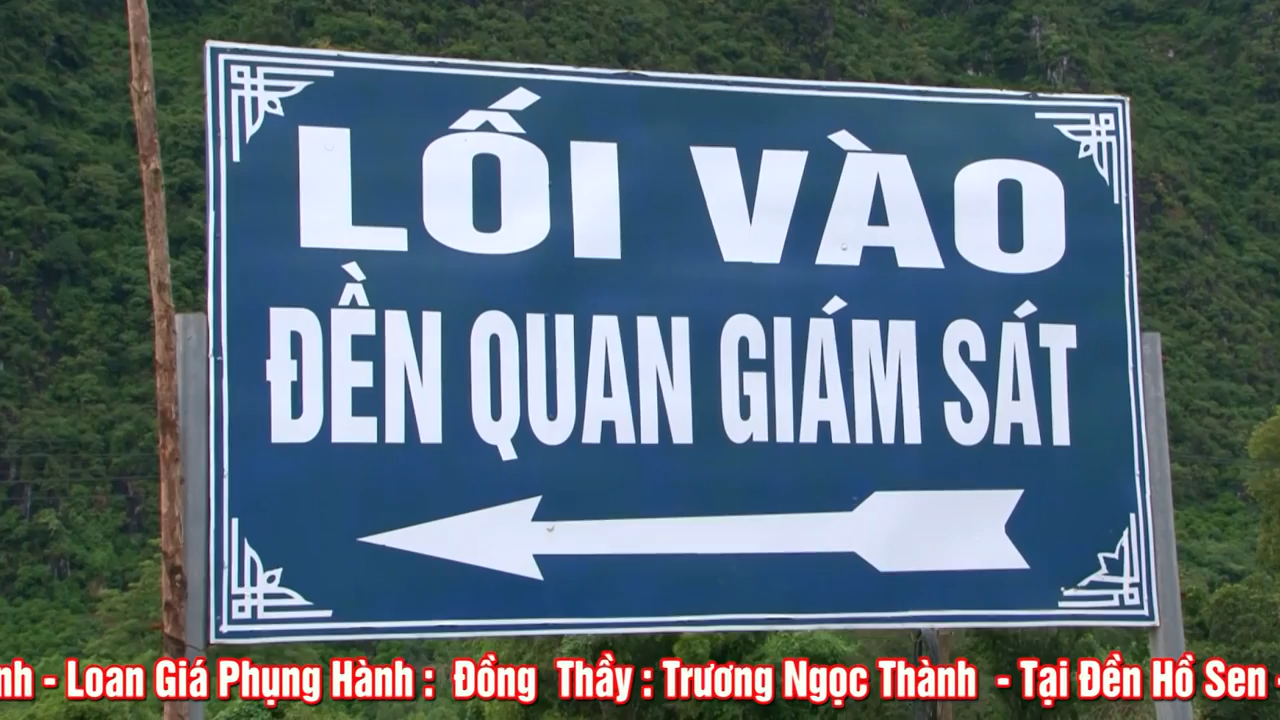 LỐI VÀO
ĐỀN QUAN GIÁM SÁT
- Loan Giá Phụng Hành : Đồng Thầy : Trương Ngọc Thành - Tại Đền Hồ Sen -